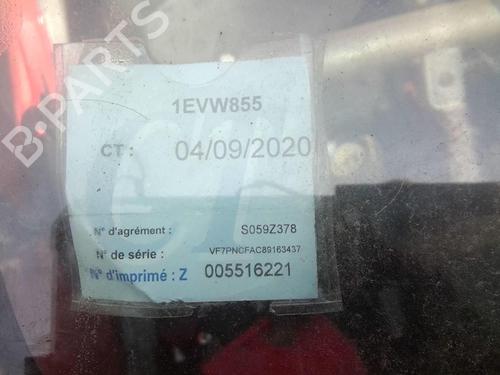 B-PARTS
1EVW855
CT : 04/09/2020
N° d'agrément : S059Z378
N° de série : VF7PNCFAC89163437
N° d'imprimé : Z 005516221